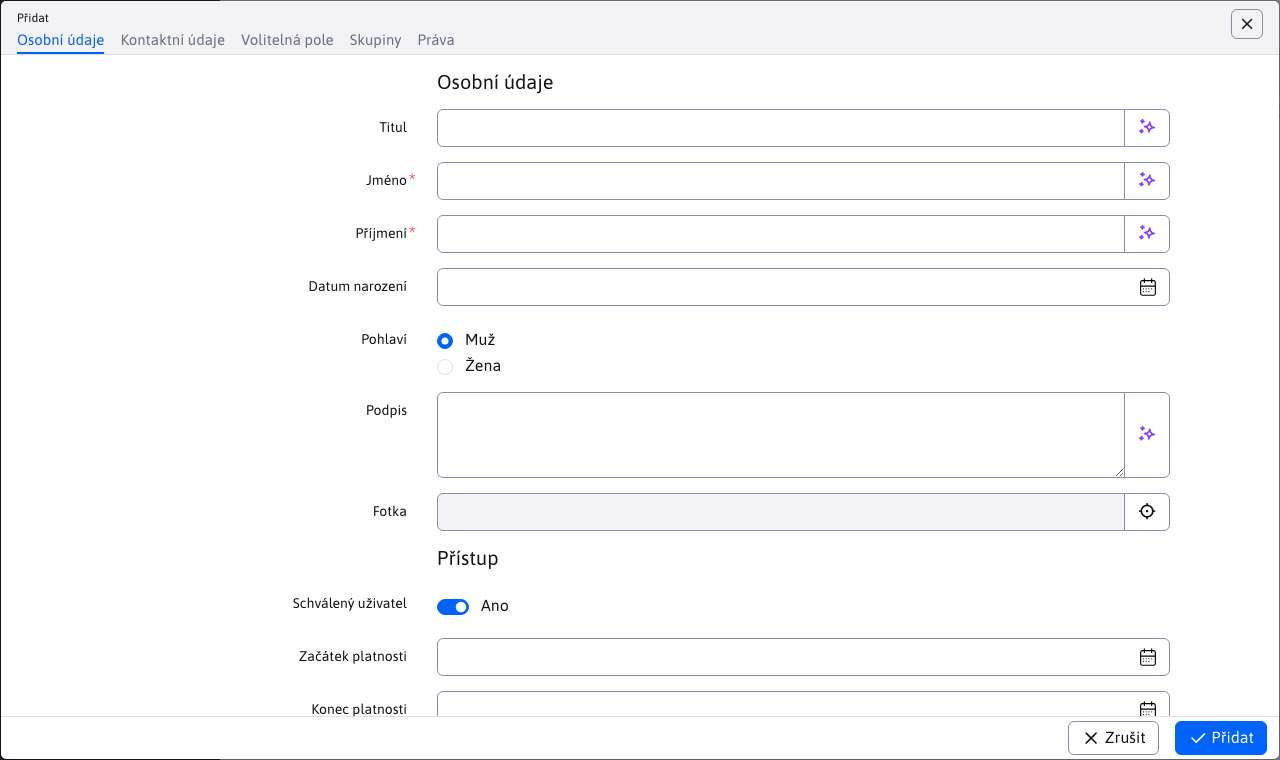 Přidat
Osobní údaje Kontaktní údaje Volitelná pole Skupiny Práva
Osobní údaje
Titul
Jméno*
Příjmení*
Datum narození
Pohlaví
Muž
Žena
Podpis
Fotka
Přístup
Schválený uživatel Ano
Začátek platnosti
Konec platnosti
Zrušit Přidat